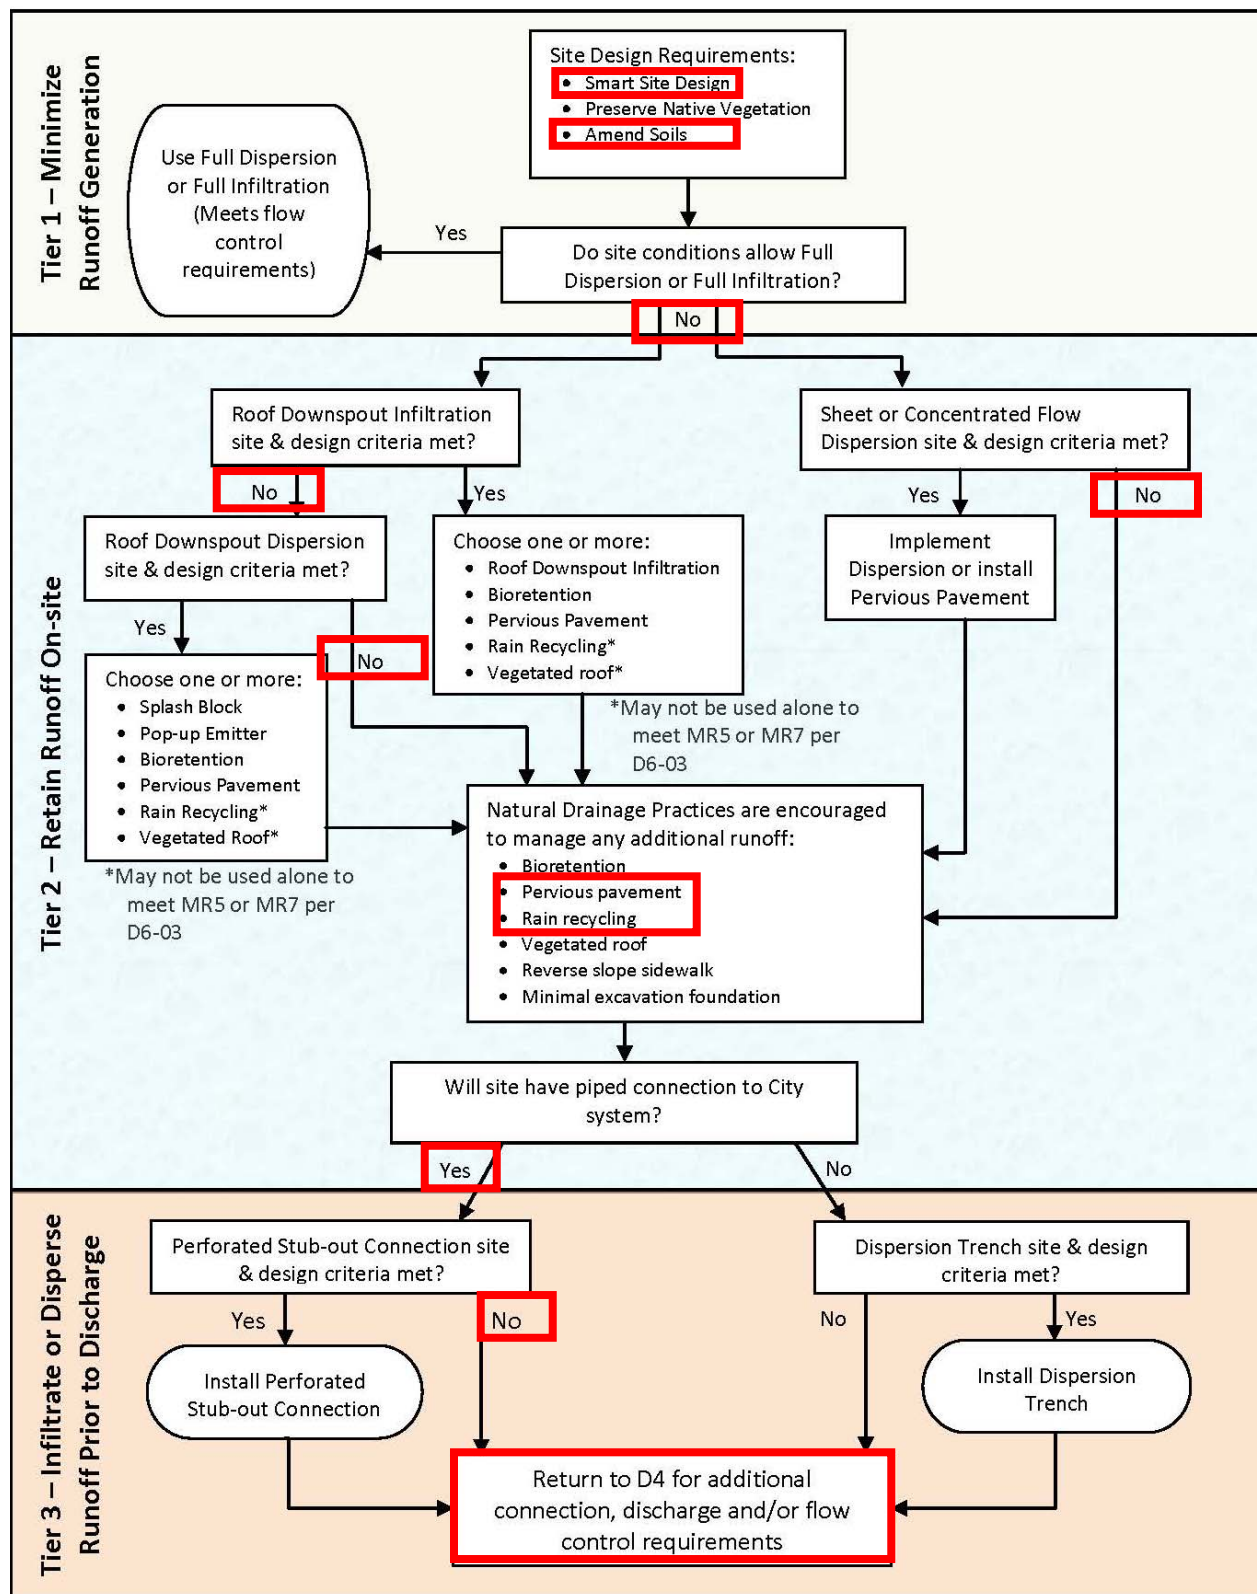 Tier 1 – Minimize
Runoff Generation
Site Design Requirements:
• Smart Site Design
• Preserve Native Vegetation
• Amend Soils
Use Full Dispersion
or Full Infiltration
(Meets flow
control
requirements)
Yes
Do site conditions allow Full
Dispersion or Full Infiltration?
No
Tier 2 – Retain Runoff On-site
Roof Downspout Infiltration
site & design criteria met?
Sheet or Concentrated Flow
Dispersion site & design criteria met?
No
Yes
Yes
No
Roof Downspout Dispersion
site & design criteria met?
Choose one or more:
• Roof Downspout Infiltration
• Bioretention
• Pervious Pavement
• Rain Recycling*
• Vegetated roof*
Implement
Dispersion or install
Pervious Pavement
Yes
No
Choose one or more:
• Splash Block
• Pop-up Emitter
• Bioretention
• Pervious Pavement
• Rain Recycling*
• Vegetated Roof*
*May not be used alone to
meet MR5 or MR7 per
D6-03
*May not be used alone to
meet MR5 or MR7 per
D6-03
Natural Drainage Practices are encouraged
to manage any additional runoff:
• Bioretention
• Pervious pavement
• Rain recycling
• Vegetated roof
• Reverse slope sidewalk
• Minimal excavation foundation
Will site have piped connection to City
system?
Yes
No
Tier 3 – Infiltrate or Disperse
Runoff Prior to Discharge
Perforated Stub-out Connection site
& design criteria met?
Dispersion Trench site & design
criteria met?
Yes
No
No
Yes
Install Perforated
Stub-out Connection
Install Dispersion
Trench
Return to D4 for additional
connection, discharge and/or flow
control requirements